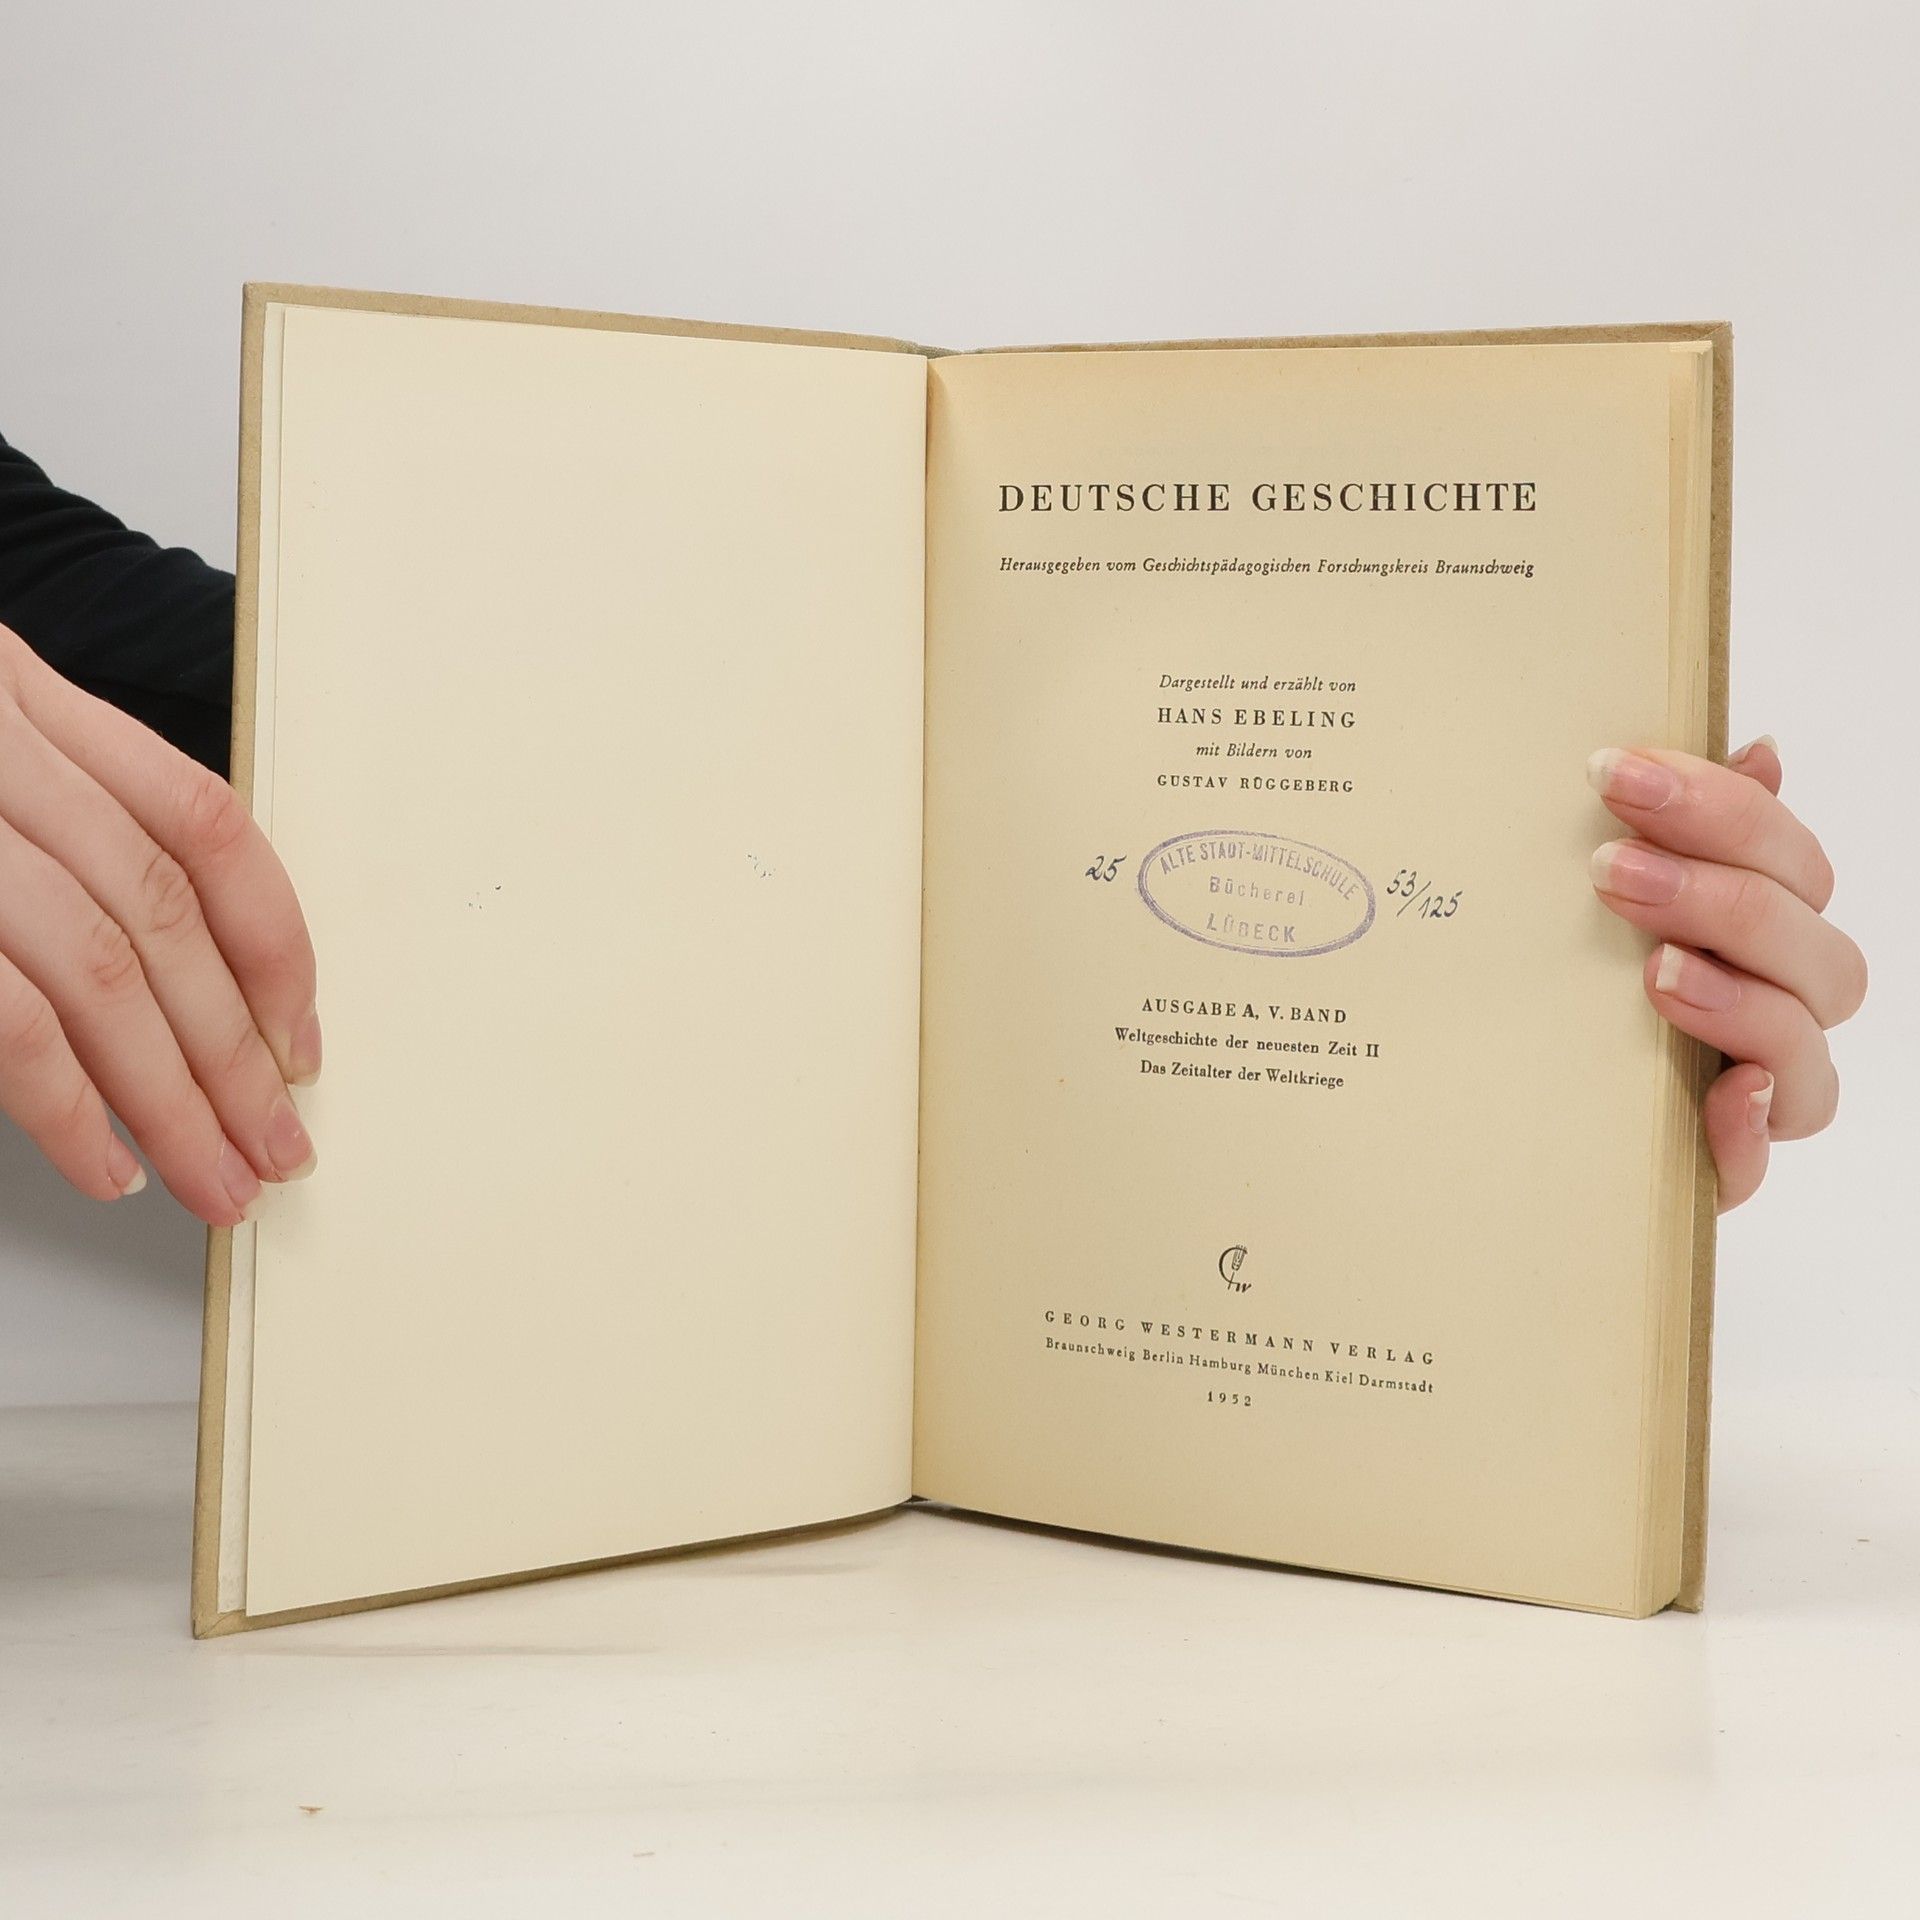 DEUTSCHE GESCHICHTE
Herausgegeben vom Geschichtspädagogischen Forschungskreis Braunschweig
Dargestellt und erzählt von
HANS EBELING
mit Bildern von
GUSTAV RÜGGEBERG
25
ALTE STADT-MITTELSCHULE
Bücherei
LÜBECK
53/125
AUSGABE A, V. BAND
Weltgeschichte der neuesten Zeit II
Das Zeitalter der Weltkriege
W
GEORG WESTERMANN VERLAG
Braunschweig Berlin Hamburg München Kiel Darmstadt
1952